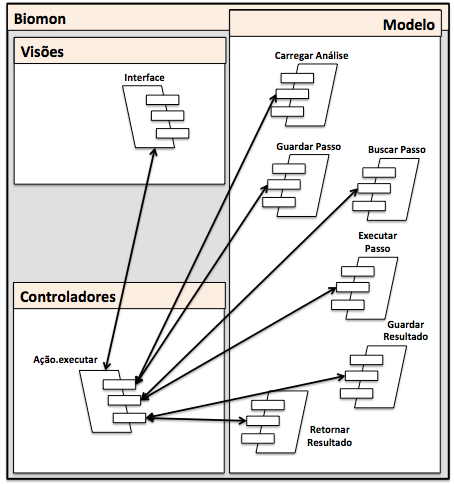 Biomon
Modelo
Visões
Interface
Carregar Análise
Guardar Passo
Buscar Passo
Executar
Passo
Controladores
Guardar
Resultado
Ação.executar
Retornar
Resultado